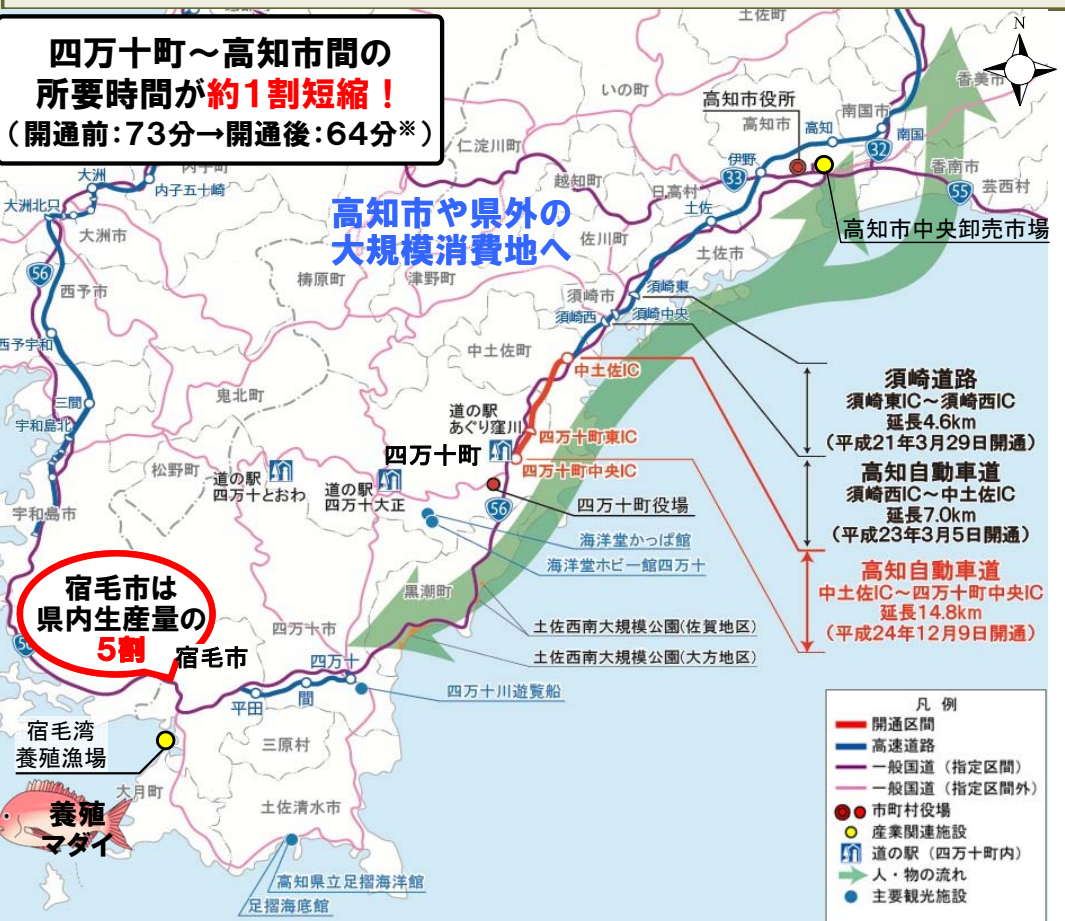 四万十町～高知市間の
所要時間が約1割短縮！
（開通前：73分→開通後：64分※）
土佐町
N
香美市
いの町
高知市役所
南国市
高知市
高知
南国
32
仁淀川町
伊野
33
香南市
越知町
日高村
55
芸西村
内子町
大洲
内子五十崎
大洲北只
大洲市
高知市や県外の
大規模消費地へ
土佐
佐川町
土佐市
高知市中央卸売市場
56
西予市
梼原町
津野町
須崎市
須崎東
須崎西
須崎中央
西予宇和
中土佐町
中土佐IC
須崎道路
須崎東IC～須崎西IC
延長4.6km
（平成21年3月29日開通）
三間
鬼北町
宇和島北
道の駅
あぐり窪川
四万十町東IC
四万十町
四万十町中央IC
松野町
道の駅
四万十とおわ
道の駅
四万十大正
高知自動車道
須崎西IC～中土佐IC
延長7.0km
（平成23年3月5日開通）
宇和島市
四万十町役場
56
海洋堂かっぱ館
海洋堂ホビー館四万十
高知自動車道
中土佐IC～四万十町中央IC
延長14.8km
（平成24年12月9日開通）
宿毛市は
県内生産量の
5割
56
黒潮町
四万十市
土佐西南大規模公園(佐賀地区)
土佐西南大規模公園(大方地区)
宿毛市
四万十
間
平田
四万十川遊覧船
宿毛湾
養殖漁場
三原村
大月町
養殖
マダイ
土佐清水市
高知県立足摺海洋館
足摺海底館
凡例
開通区間
高速道路
一般国道（指定区間）
一般国道（指定区間外）
市町村役場
産業関連施設
道の駅（四万十町内）
人・物の流れ
主要観光施設